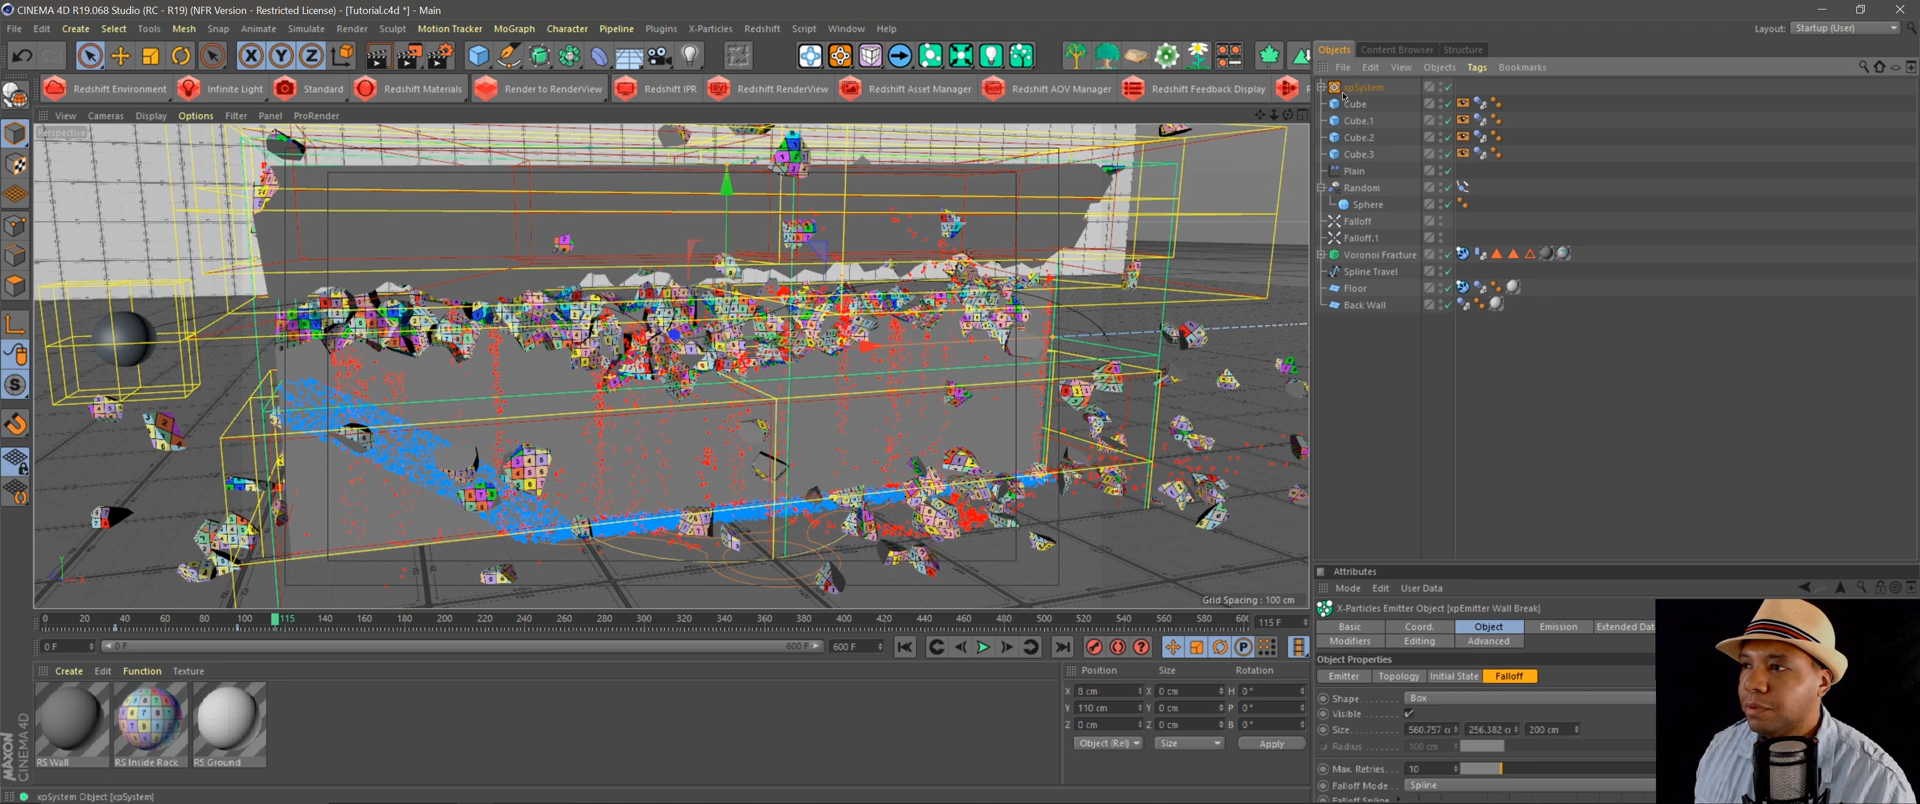 CINEMA 4D R19.068 Studio (RC - R19) (NFR Version - Restricted License) - [Tutorial.c4d *] - Main
File Edit Create Select Tools Mesh Snap Animate Simulate Render Sculpt Motion Tracker MoGraph Character Pipeline Plugins X-Particles Redshift Script Window Help
Layout: Startup (User)
Objects Content Browser Structure
File Edit View Objects Tags Bookmarks
Redshift Environment Infinite Light Standard Redshift Materials Render to RenderView Redshift IPR Redshift RenderView Redshift Asset Manager Redshift AOV Manager Redshift Feedback Display
View Cameras Display Options Filter Panel ProRender
Perspective
xpSystem
Cube
Cube.1
Cube.2
Cube.3
Plain
Random
Sphere
Falloff
Falloff.1
Voronoi Fracture
Spline Travel
Floor
Back Wall
Grid Spacing : 100 cm
0 20 40 60 80 100 115 140 160 180 200 220 240 260 280 300 320 340 360 380 400 420 440 460 480 500 520 540 560 580 600 115 F
0 F 0 F 600 F 600 F
Create Edit Function Texture
RS Wall RS Inside Rock RS Ground
MAXON CINEMA 4D
Position Size Rotation
X 8 cm X 0 cm H 0°
Y 110 cm Y 0 cm P 0°
Z 0 cm Z 0 cm B 0°
Object (Rel) Size Apply
Attributes
Mode Edit User Data
X-Particles Emitter Object [xpEmitter Wall Break]
Basic Coord. Object Emission Extended Dat
Modifiers Editing Advanced
Object Properties
Emitter Topology Initial State Falloff
Shape Box
Visible
Size 560.757 c 256.382 c 200 cm
Radius 100 cm
Max. Retries 10
Falloff Mode Spline
Falloff Spline
xpSystem Object [xpSystem]